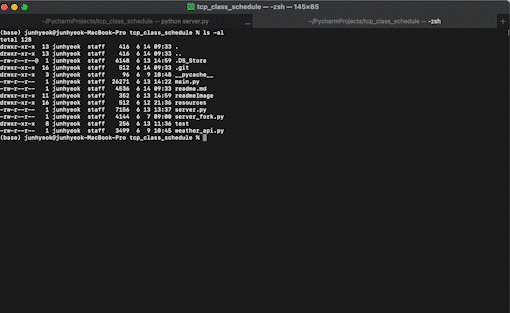 tcp_class_schedule — -zsh — 145×85
~/PycharmProjects/tcp_class_schedule — python server.py ...
~/PycharmProjects/tcp_class_schedule — -zsh +
(base) junhyeok@junhyeok-MacBook-Pro tcp_class_schedule % ls -al
total 128
drwxr-xr-x 13 junhyeok staff 416 6 14 09:33 .
drwxr-xr-x 13 junhyeok staff 416 6 14 09:33 ..
-rw-r--r--@ 1 junhyeok staff 6148 6 13 14:59 .DS_Store
drwxr-xr-x 16 junhyeok staff 512 6 14 09:33 .git
drwxr-xr-x 3 junhyeok staff 96 6 9 10:48 __pycache__
-rw-r--r-- 1 junhyeok staff 26271 6 13 14:22 main.py
-rw-r--r-- 1 junhyeok staff 4536 6 14 09:33 readme.md
drwxr-xr-x 11 junhyeok staff 352 6 13 14:59 readmeImage
drwxr-xr-x 16 junhyeok staff 512 6 12 21:36 resources
-rw-r--r-- 1 junhyeok staff 7156 6 13 13:37 server.py
-rw-r--r-- 1 junhyeok staff 4144 6 7 09:00 server_fork.py
drwxr-xr-x 8 junhyeok staff 256 6 13 11:36 test
-rw-r--r-- 1 junhyeok staff 3499 6 9 10:45 weather_api.py
(base) junhyeok@junhyeok-MacBook-Pro tcp_class_schedule %